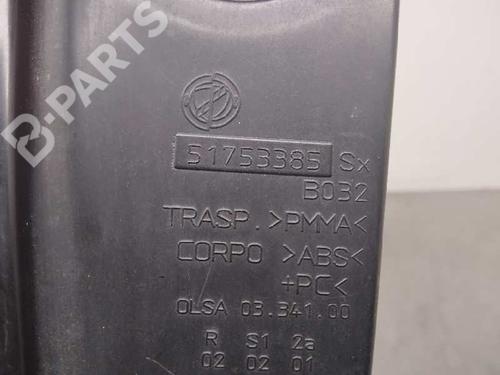 B-PARTS
51753385 Sx
B032
TRASP. >PMMA<
CORPO >ABS<
+PC<
OLSA 03.341.00
R S1 2a
02 02 01